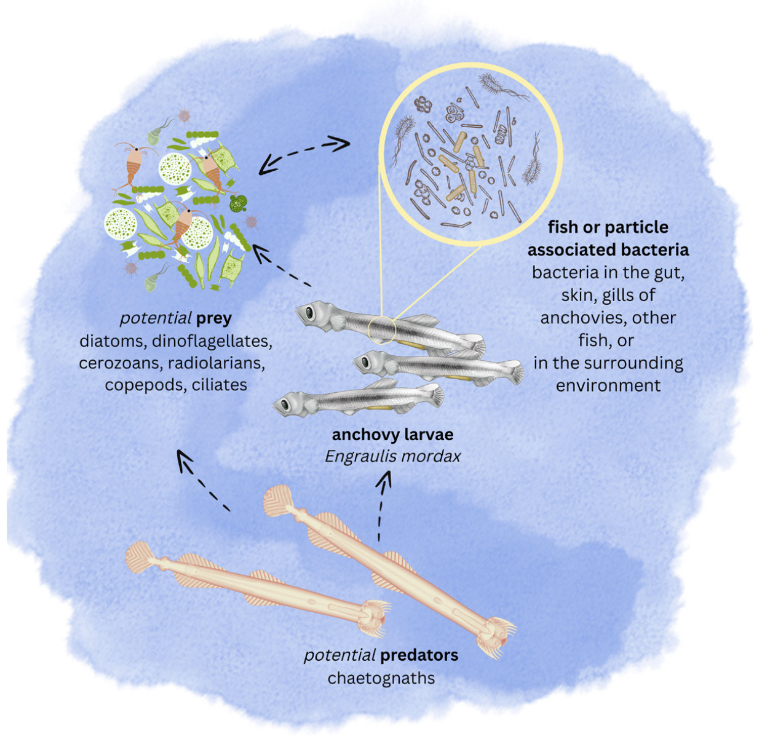 fish or particle
associated bacteria
bacteria in the gut,
skin, gills of
anchovies, other
fish, or
in the surrounding
environment
potential prey
diatoms, dinoflagellates,
cerozoans, radiolarians,
copepods, ciliates
anchovy larvae
Engraulis mordax
potential predators
chaetognaths